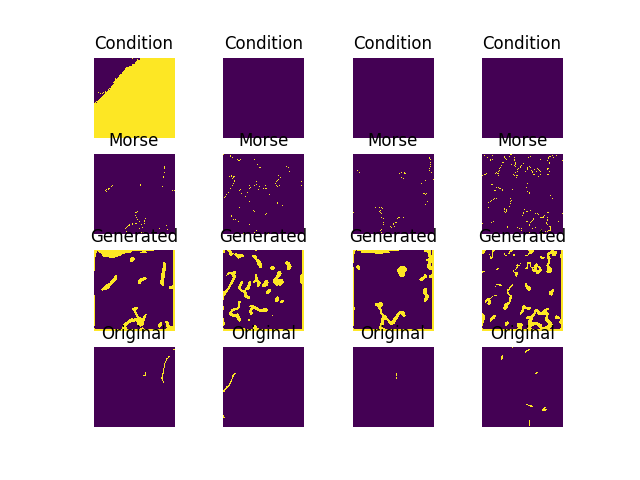 Condition Condition Condition Condition
Morse Morse Morse Morse
Generated Generated Generated Generated
Original Original Original Original